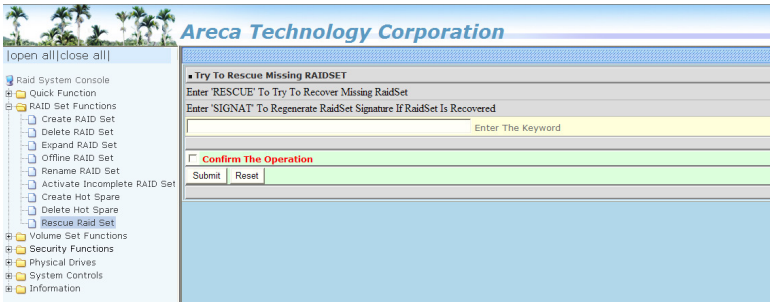 Areca Technology Corporation
|open all|close all|
Raid System Console
Quick Function
RAID Set Functions
Create RAID Set
Delete RAID Set
Expand RAID Set
Offline RAID Set
Rename RAID Set
Activate Incomplete RAID Set
Create Hot Spare
Delete Hot Spare
Rescue Raid Set
Volume Set Functions
Security Functions
Physical Drives
System Controls
Information
Try To Rescue Missing RAIDSET
Enter 'RESCUE' To Try To Recover Missing RaidSet
Enter 'SIGNAT' To Regenerate RaidSet Signature If RaidSet Is Recovered
Enter The Keyword
Confirm The Operation
Submit Reset